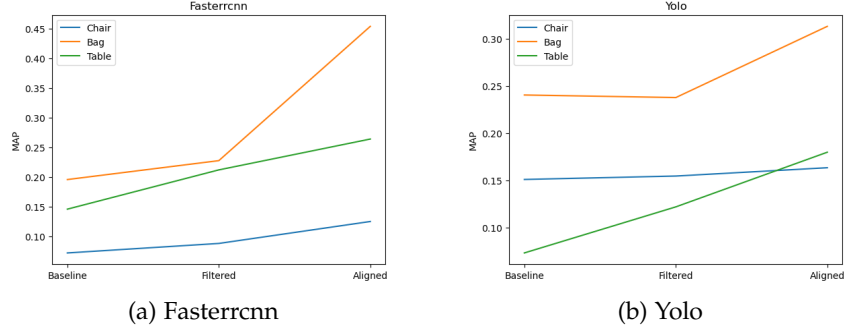 Fasterrcnn
Chair
Bag
Table
0.45
0.40
0.35
0.30
0.25
0.20
0.15
0.10
MAP
Baseline Filtered Aligned
(a) Fasterrcnn
Yolo
Chair
Bag
Table
0.30
0.25
0.20
0.15
0.10
MAP
Baseline Filtered Aligned
(b) Yolo